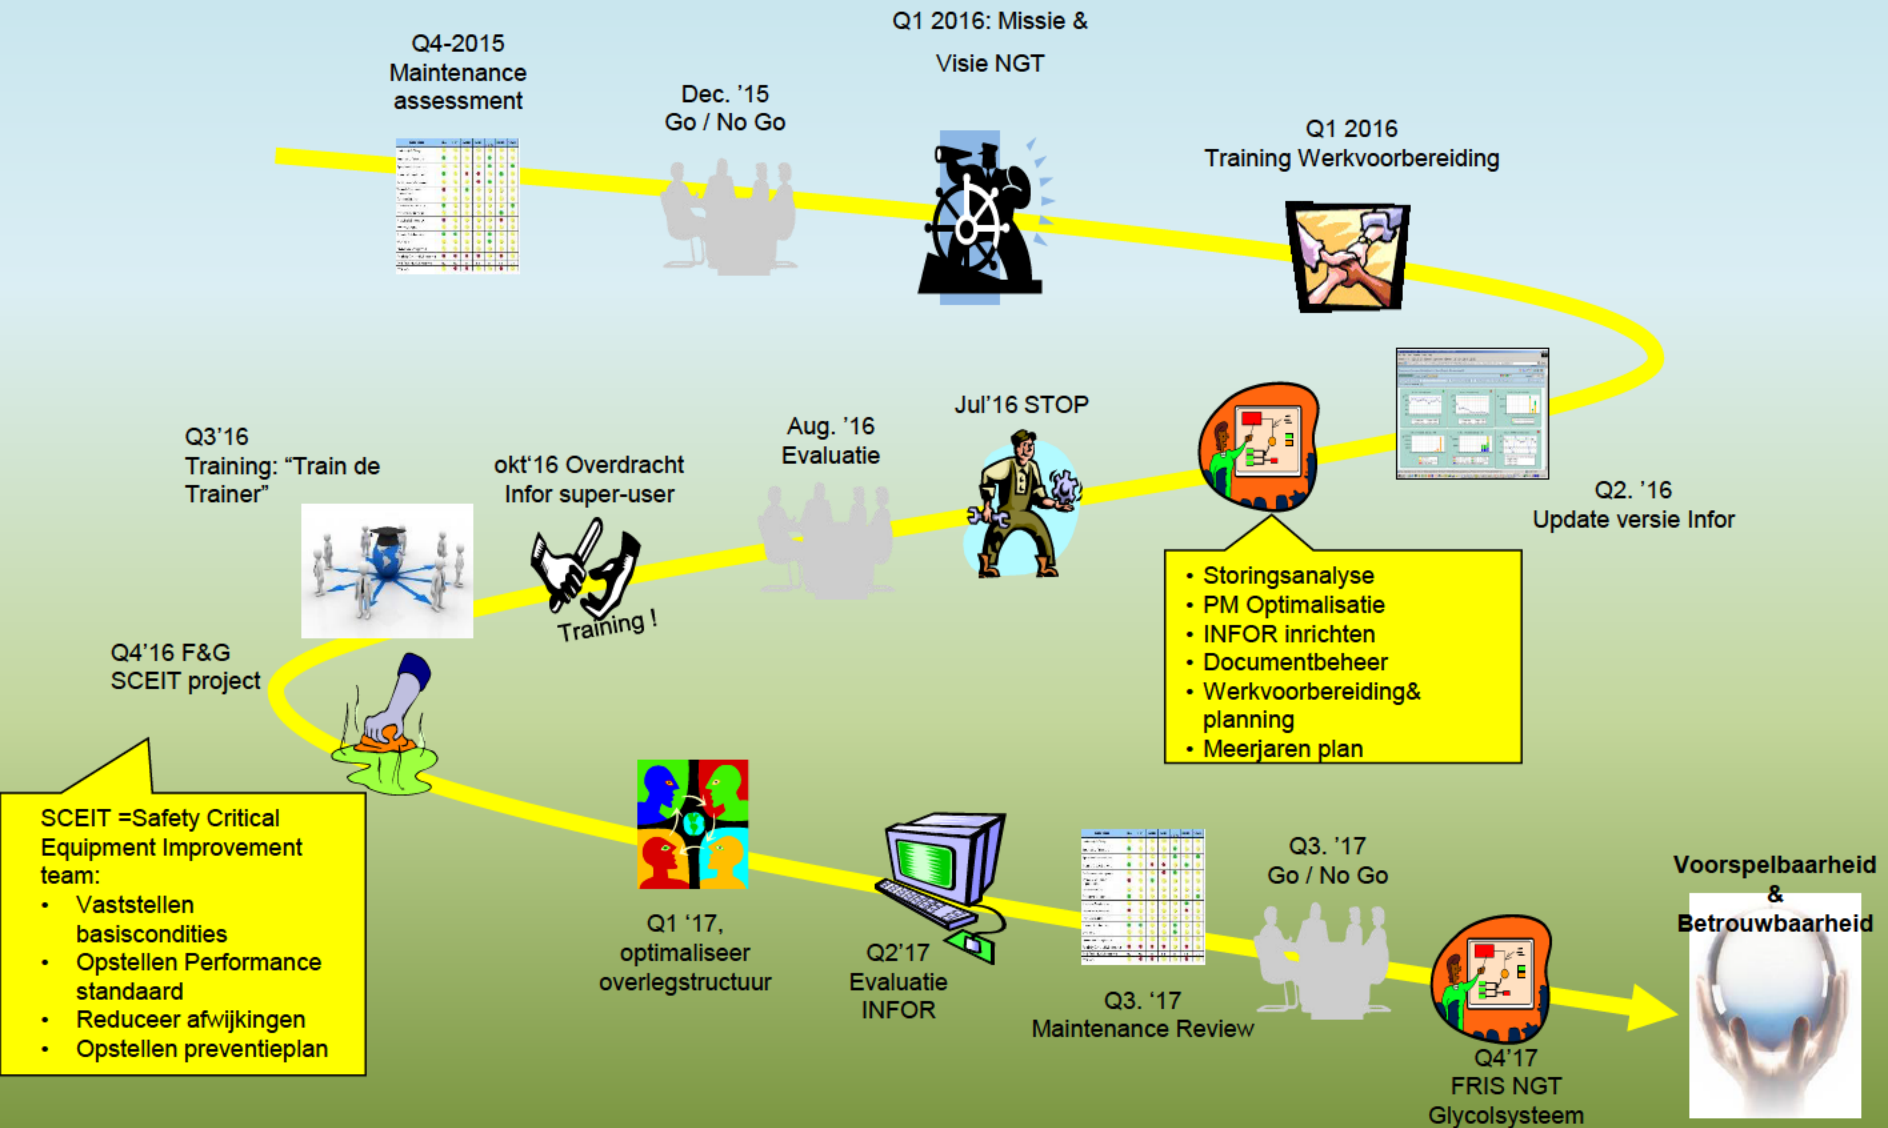 Q4-2015
Maintenance
assessment
Dec. ’15
Go / No Go
Q1 2016: Missie &
Visie NGT
Q1 2016
Training Werkvoorbereiding
Q2. ’16
Update versie Infor
• Storingsanalyse
• PM Optimalisatie
• INFOR inrichten
• Documentbeheer
• Werkvoorbereiding&
planning
• Meerjaren plan
Jul’16 STOP
Aug. ’16
Evaluatie
okt‘16 Overdracht
Infor super-user
Training !
Q3’16
Training: “Train de
Trainer”
Q4’16 F&G
SCEIT project
SCEIT =Safety Critical
Equipment Improvement
team:
• Vaststellen
basiscondities
• Opstellen Performance
standaard
• Reduceer afwijkingen
• Opstellen preventieplan
Q1 ‘17,
optimaliseer
overlegstructuur
Q2’17
Evaluatie
INFOR
Q3. ‘17
Maintenance Review
Q3. ’17
Go / No Go
Q4’17
FRIS NGT
Glycolsysteem
Voorspelbaarheid
&
Betrouwbaarheid